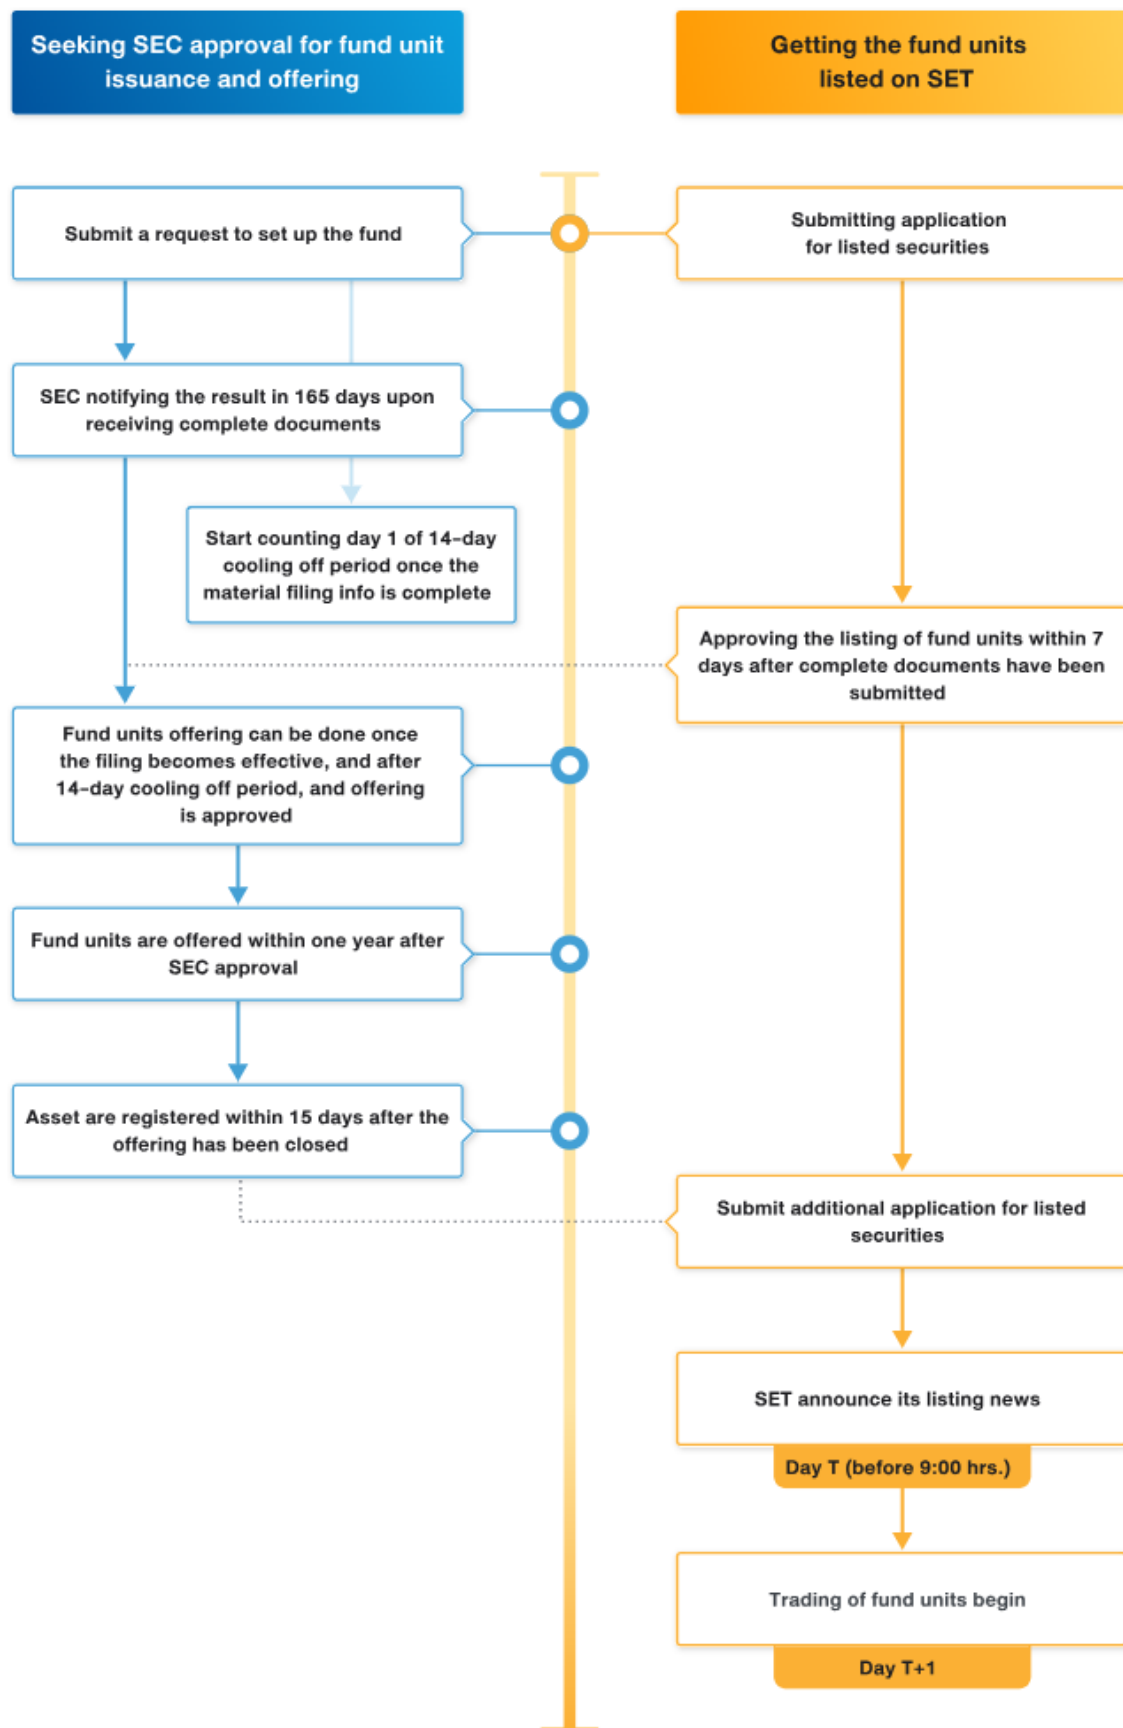 Seeking SEC approval for fund unit
issuance and offering
Getting the fund units
listed on SET
Submit a request to set up the fund
Submitting application
for listed securities
SEC notifying the result in 165 days upon
receiving complete documents
Start counting day 1 of 14-day
cooling off period once the
material filing info is complete
Approving the listing of fund units within 7
days after complete documents have been
submitted
Fund units offering can be done once
the filing becomes effective, and after
14-day cooling off period, and offering
is approved
Fund units are offered within one year after
SEC approval
Asset are registered within 15 days after the
offering has been closed
Submit additional application for listed
securities
SET announce its listing news
Day T (before 9:00 hrs.)
Trading of fund units begin
Day T+1